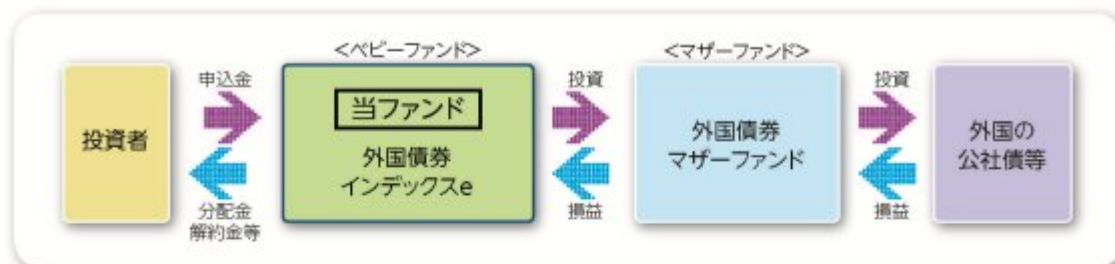 <ベビーファンド>
<マザーファンド>
投資者
申込金
分配金
解約金等
当ファンド
外国債券
インデックスe
投資
損益
外国債券
マザーファンド
投資
損益
外国の
公社債等